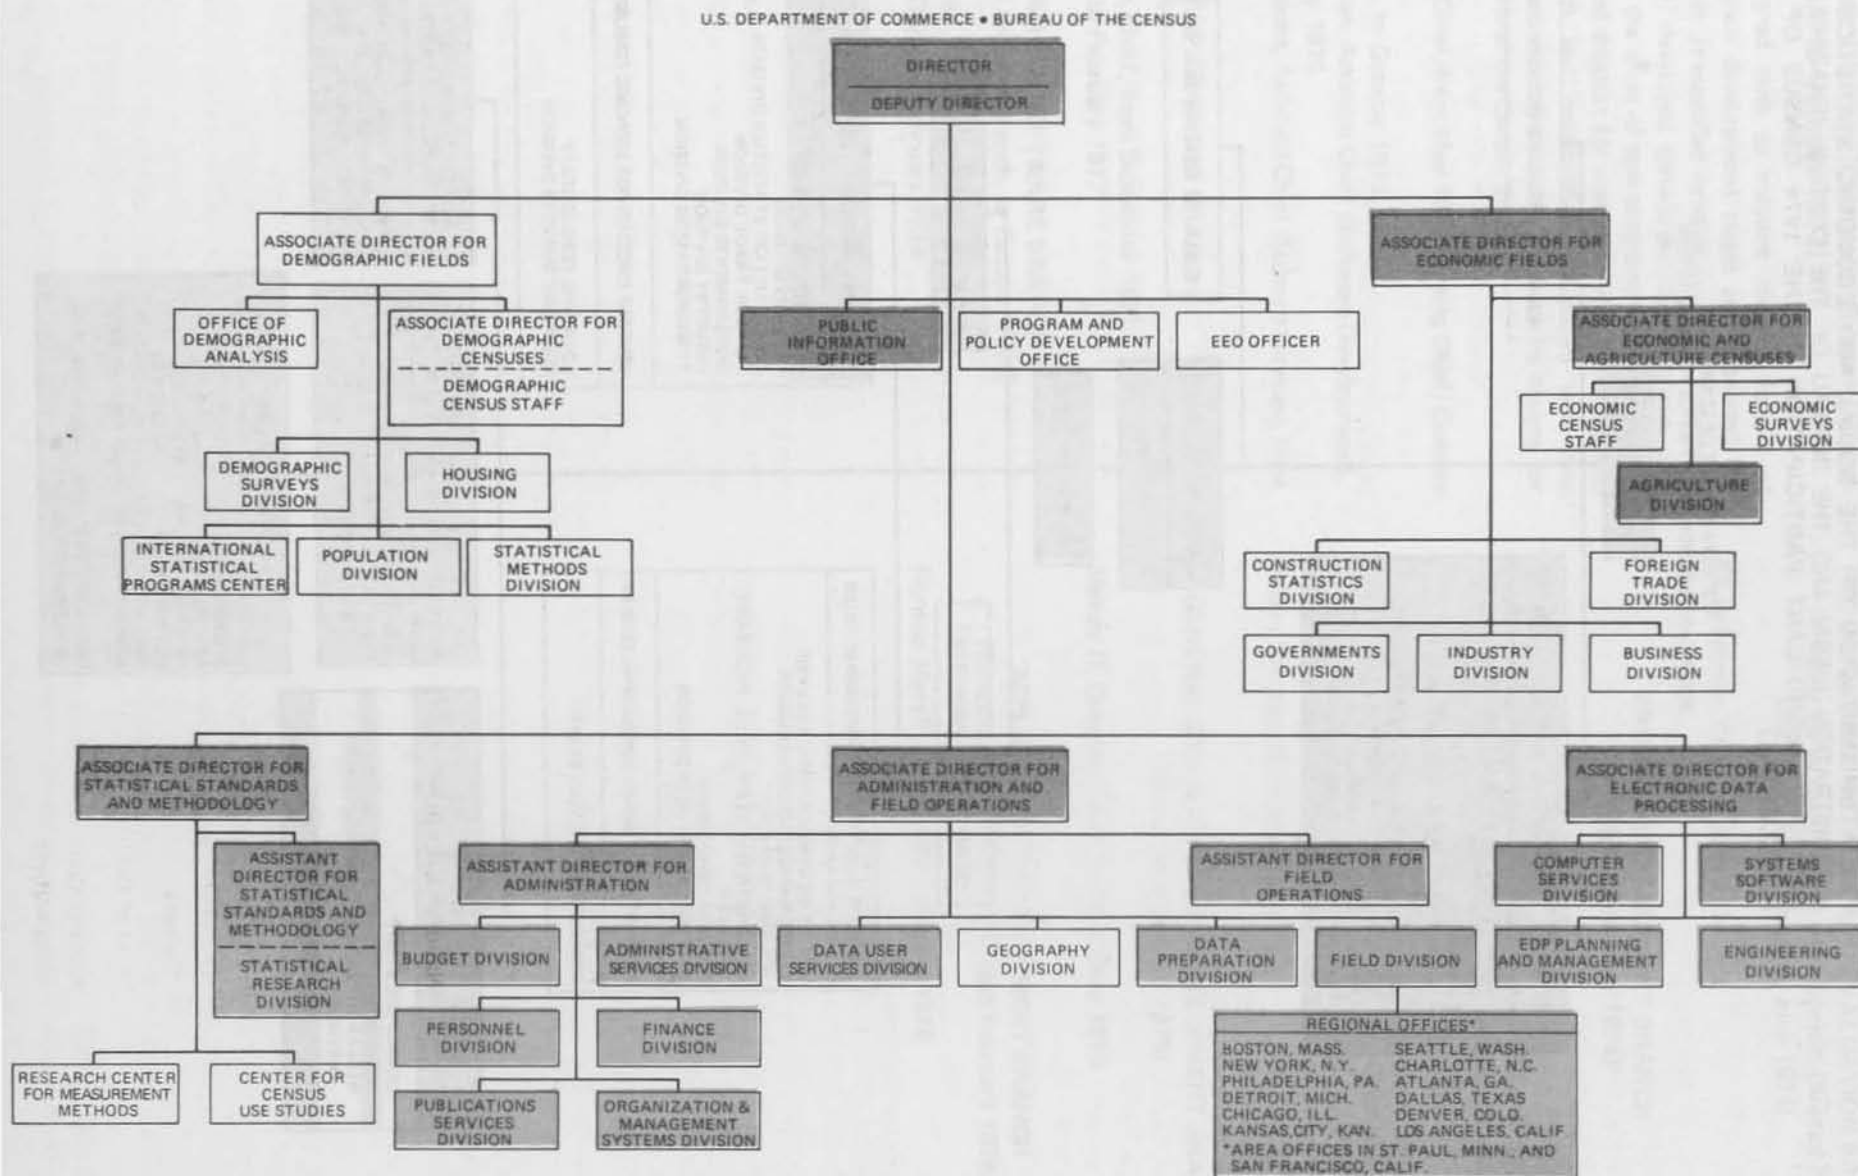 U.S. DEPARTMENT OF COMMERCE • BUREAU OF THE CENSUS
DIRECTOR
DEPUTY DIRECTOR
ASSOCIATE DIRECTOR FOR
DEMOGRAPHIC FIELDS
ASSOCIATE DIRECTOR FOR
ECONOMIC FIELDS
OFFICE OF
DEMOGRAPHIC
ANALYSIS
ASSOCIATE DIRECTOR FOR
DEMOGRAPHIC
CENSUSES
DEMOGRAPHIC
CENSUS STAFF
PUBLIC
INFORMATION
OFFICE
PROGRAM AND
POLICY DEVELOPMENT
OFFICE
EEO OFFICER
ASSOCIATE DIRECTOR FOR
ECONOMIC AND
AGRICULTURE CENSUSES
ECONOMIC
CENSUS
STAFF
ECONOMIC
SURVEYS
DIVISION
DEMOGRAPHIC
SURVEYS
DIVISION
HOUSING
DIVISION
AGRICULTURE
DIVISION
INTERNATIONAL
STATISTICAL
PROGRAMS CENTER
POPULATION
DIVISION
STATISTICAL
METHODS
DIVISION
CONSTRUCTION
STATISTICS
DIVISION
FOREIGN
TRADE
DIVISION
GOVERNMENTS
DIVISION
INDUSTRY
DIVISION
BUSINESS
DIVISION
ASSOCIATE DIRECTOR FOR
STATISTICAL STANDARDS
AND METHODOLOGY
ASSOCIATE DIRECTOR FOR
ADMINISTRATION AND
FIELD OPERATIONS
ASSOCIATE DIRECTOR FOR
ELECTRONIC DATA
PROCESSING
ASSISTANT
DIRECTOR FOR
STATISTICAL
STANDARDS AND
METHODOLOGY
STATISTICAL
RESEARCH
DIVISION
ASSISTANT DIRECTOR FOR
ADMINISTRATION
ASSISTANT DIRECTOR FOR
FIELD
OPERATIONS
COMPUTER
SERVICES
DIVISION
SYSTEMS
SOFTWARE
DIVISION
BUDGET DIVISION
ADMINISTRATIVE
SERVICES DIVISION
DATA USER
SERVICES DIVISION
GEOGRAPHY
DIVISION
DATA
PREPARATION
DIVISION
FIELD DIVISION
EDP PLANNING
AND MANAGEMENT
DIVISION
ENGINEERING
DIVISION
PERSONNEL
DIVISION
FINANCE
DIVISION
RESEARCH CENTER
FOR MEASUREMENT
METHODS
CENTER FOR
CENSUS
USE STUDIES
PUBLICATIONS
SERVICES
DIVISION
ORGANIZATION &
MANAGEMENT
SYSTEMS DIVISION
REGIONAL OFFICES*
BOSTON, MASS. SEATTLE, WASH.
NEW YORK, N.Y. CHARLOTTE, N.C.
PHILADELPHIA, PA. ATLANTA, GA.
DETROIT, MICH. DALLAS, TEXAS
CHICAGO, ILL. DENVER, COLO.
KANSAS,CITY, KAN. LOS ANGELES, CALIF.
*AREA OFFICES IN ST. PAUL, MINN., AND
SAN FRANCISCO, CALIF.